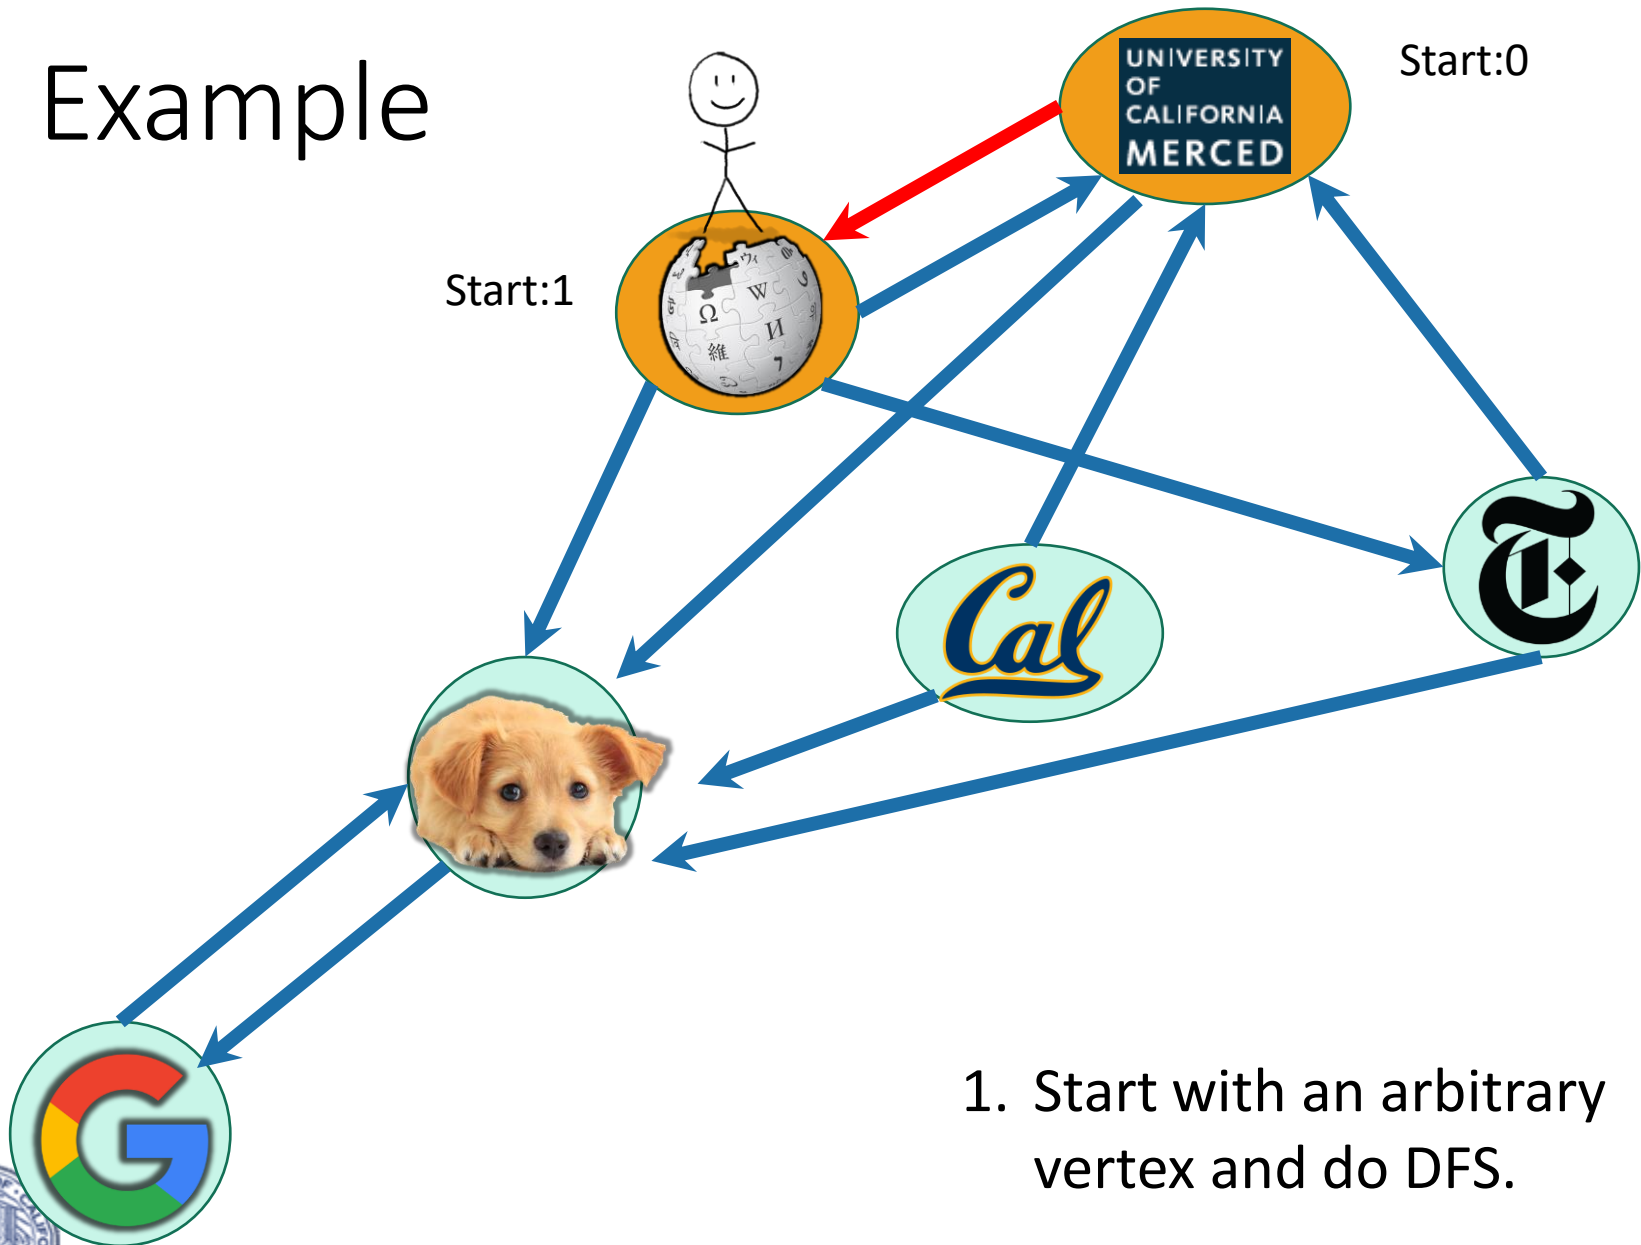 Example
UNIVERSITY
OF
CALIFORNIA
MERCED
Start:0
Start:1
Ω
W
И
維
Cal
T
G
1. Start with an arbitrary
vertex and do DFS.